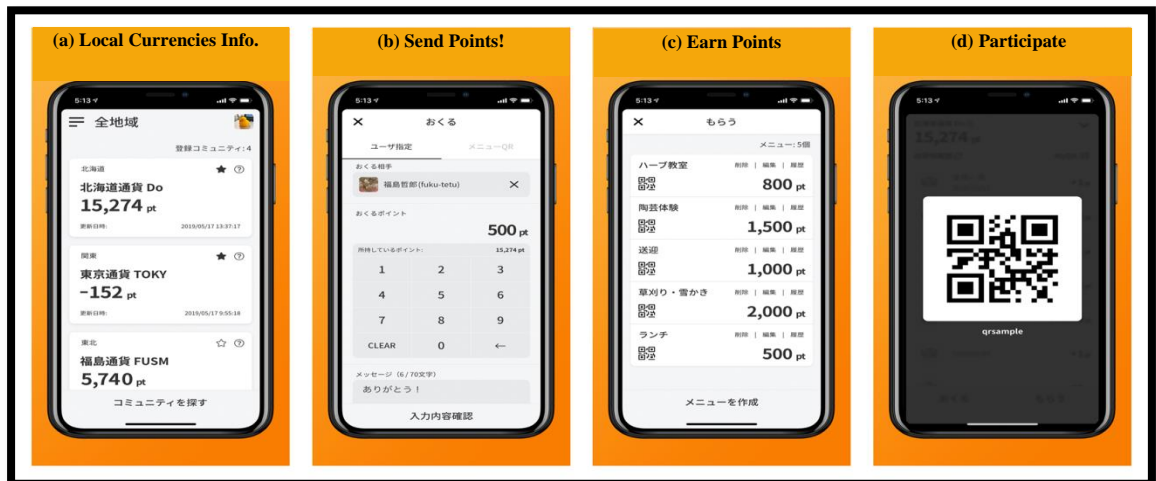 (a) Local Currencies Info.
5:13
全地域
登録コミュニティ: 4
北海道
北海道通貨 Do
15,274 pt
更新日時: 2019/05/17 13:37:17
関東
東京通貨 TOKY
-152 pt
更新日時: 2019/05/17 9:55:18
東北
福島通貨 FUSM
5,740 pt
コミュニティを探す
(b) Send Points!
5:13
× おくる
ユーザ指定 メニューQR
おくる相手
福島哲郎(fuku-tetu) ×
おくるポイント
500 pt
所持しているポイント: 15,274 pt
1 2 3
4 5 6
7 8 9
CLEAR 0 ←
メッセージ (6/70文字)
ありがとう！
入力内容確認
(c) Earn Points
5:13
× もらう
メニュー: 5個
ハーブ教室 削除 | 編集 | 履歴
800 pt
陶芸体験 削除 | 編集 | 履歴
1,500 pt
送迎 削除 | 編集 | 履歴
1,000 pt
草刈り・雪かき 削除 | 編集 | 履歴
2,000 pt
ランチ 削除 | 編集 | 履歴
500 pt
メニューを作成
(d) Participate
5:13
15,274 pt
qrsample
おくる もらう